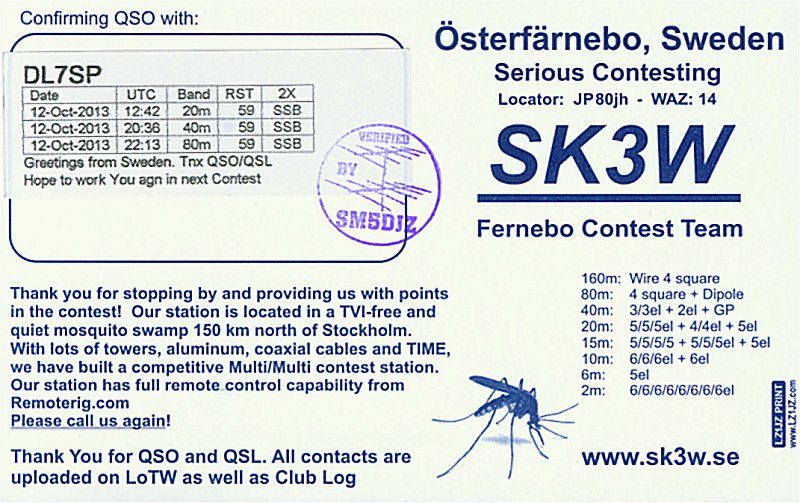 Confirming QSO with:
DL7SP
Date UTC Band RST 2X
12-Oct-2013 12:42 20m 59 SSB
12-Oct-2013 20:36 40m 59 SSB
12-Oct-2013 22:13 80m 59 SSB
Greetings from Sweden. Tnx QSO/QSL
Hope to work You agn in next Contest
VERIFIED
BY
SM5DJZ
Österfärnebo, Sweden
Serious Contesting
Locator: JP80jh - WAZ: 14
SK3W
Fernebo Contest Team
Thank you for stopping by and providing us with points
in the contest! Our station is located in a TVI-free and
quiet mosquito swamp 150 km north of Stockholm.
With lots of towers, aluminum, coaxial cables and TIME,
we have built a competitive Multi/Multi contest station.
Our station has full remote control capability from
Remoterig.com
Please call us again!
Thank You for QSO and QSL. All contacts are
uploaded on LoTW as well as Club Log
160m: Wire 4 square
80m: 4 square + Dipole
40m: 3/3el + 2el + GP
20m: 5/5/5el + 4/4el + 5el
15m: 5/5/5/5 + 5/5/5el + 5el
10m: 6/6/6el + 6el
6m: 5el
2m: 6/6/6/6/6/6/6/6el
www.sk3w.se
LZ1JZ PRINT
www.LZ1JZ.com